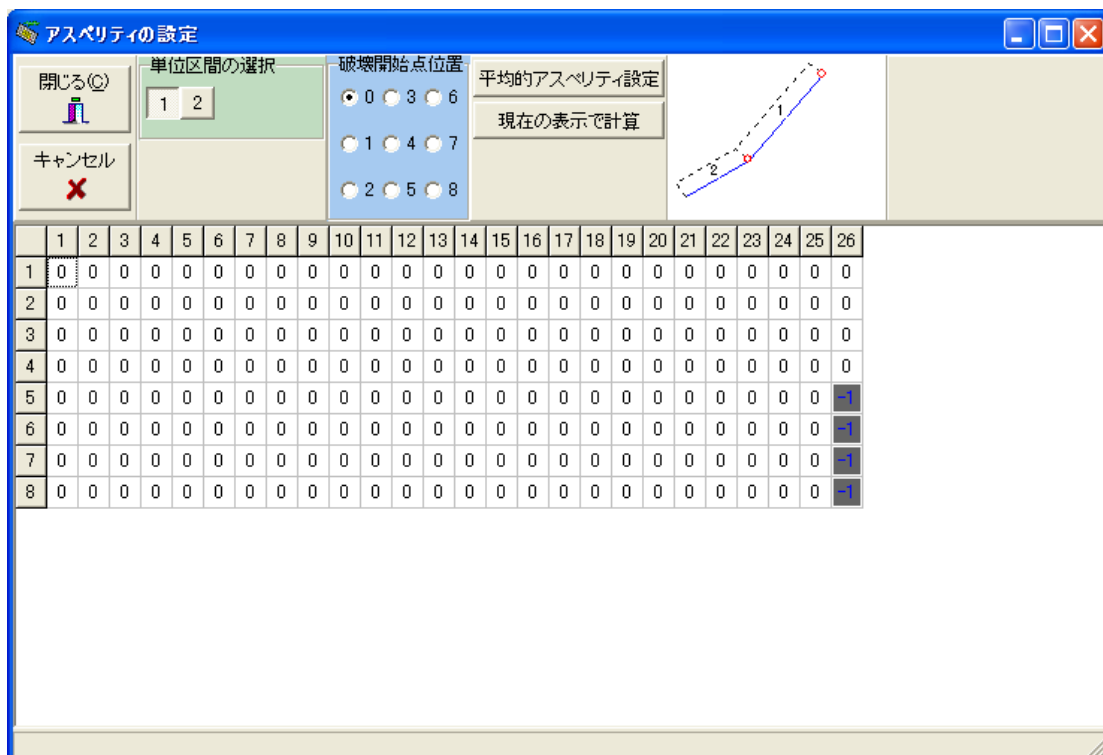 アスペリティの設定
閉じる(C)
キャンセル
単位区間の選択
1 2
破壊開始点位置
0 3 6
1 4 7
2 5 8
平均的アスペリティ設定
現在の表示で計算
1
2
1 2 3 4 5 6 7 8 9 10 11 12 13 14 15 16 17 18 19 20 21 22 23 24 25 26
1 0 0 0 0 0 0 0 0 0 0 0 0 0 0 0 0 0 0 0 0 0 0 0 0 0 0
2 0 0 0 0 0 0 0 0 0 0 0 0 0 0 0 0 0 0 0 0 0 0 0 0 0 0
3 0 0 0 0 0 0 0 0 0 0 0 0 0 0 0 0 0 0 0 0 0 0 0 0 0 0
4 0 0 0 0 0 0 0 0 0 0 0 0 0 0 0 0 0 0 0 0 0 0 0 0 0 0
5 0 0 0 0 0 0 0 0 0 0 0 0 0 0 0 0 0 0 0 0 0 0 0 0 0 -1
6 0 0 0 0 0 0 0 0 0 0 0 0 0 0 0 0 0 0 0 0 0 0 0 0 0 -1
7 0 0 0 0 0 0 0 0 0 0 0 0 0 0 0 0 0 0 0 0 0 0 0 0 0 -1
8 0 0 0 0 0 0 0 0 0 0 0 0 0 0 0 0 0 0 0 0 0 0 0 0 0 -1